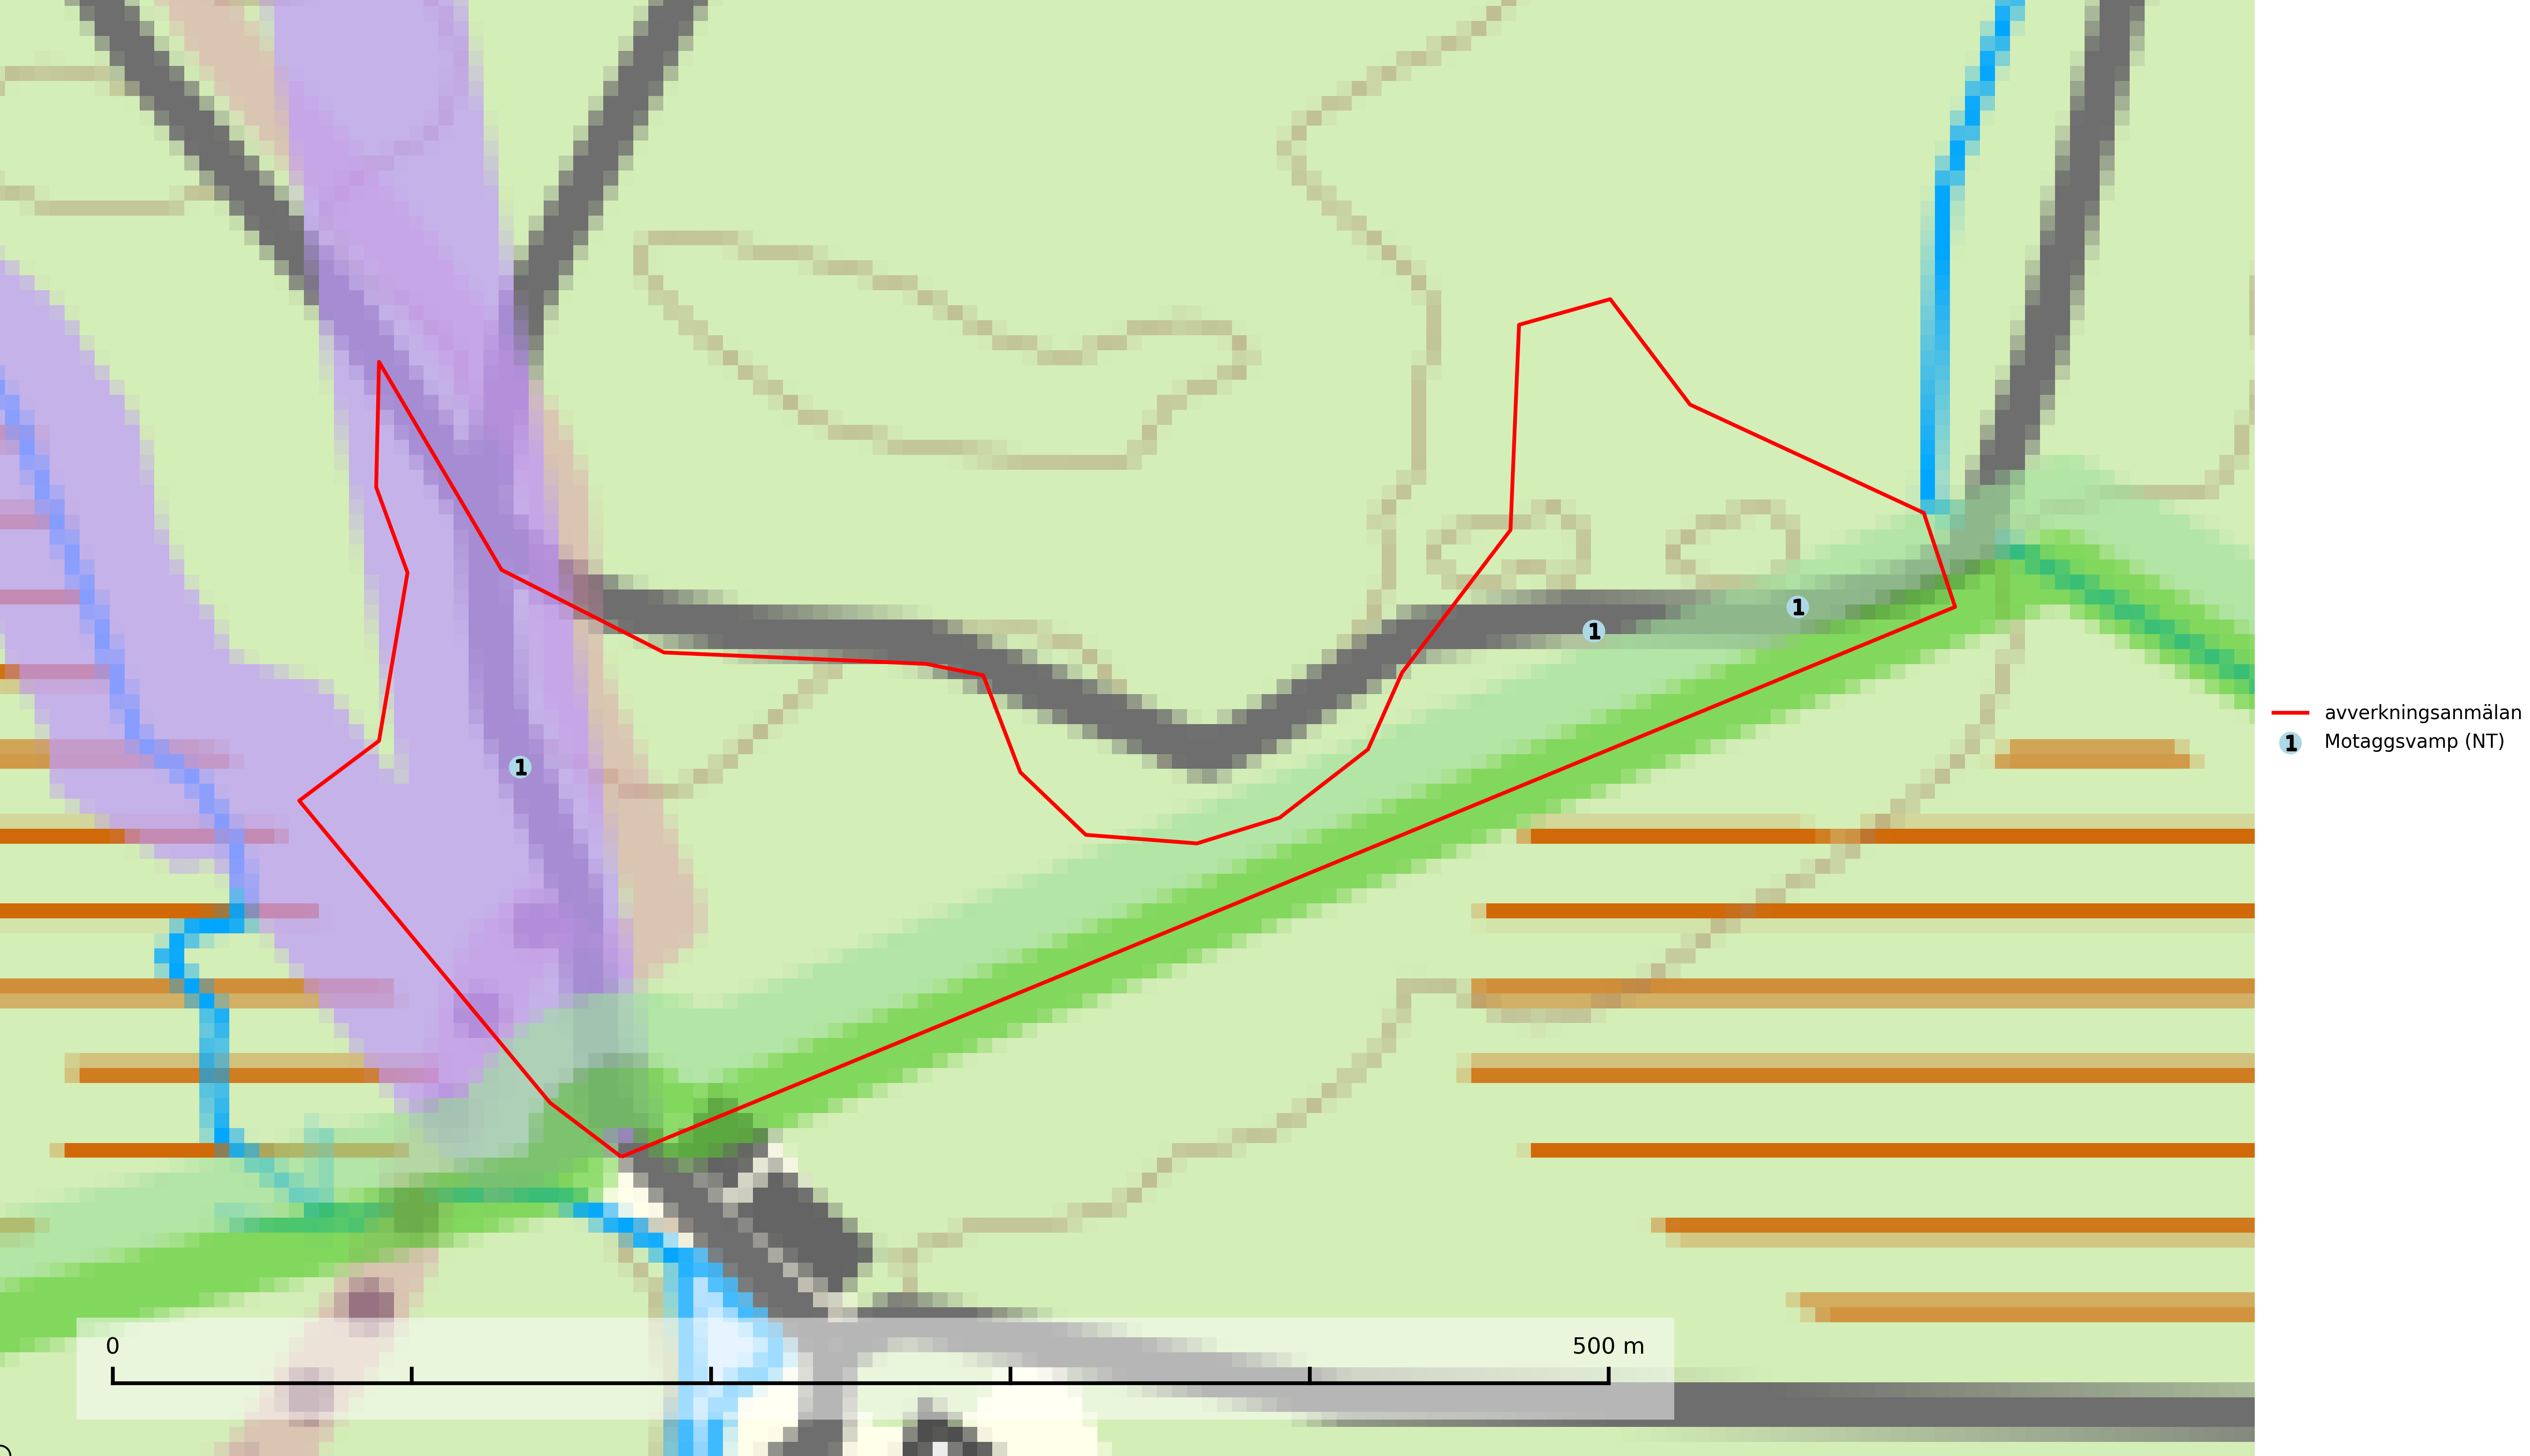 1
1
1
avverkningsanmälan
1 Motaggsvamp (NT)
0 500 m